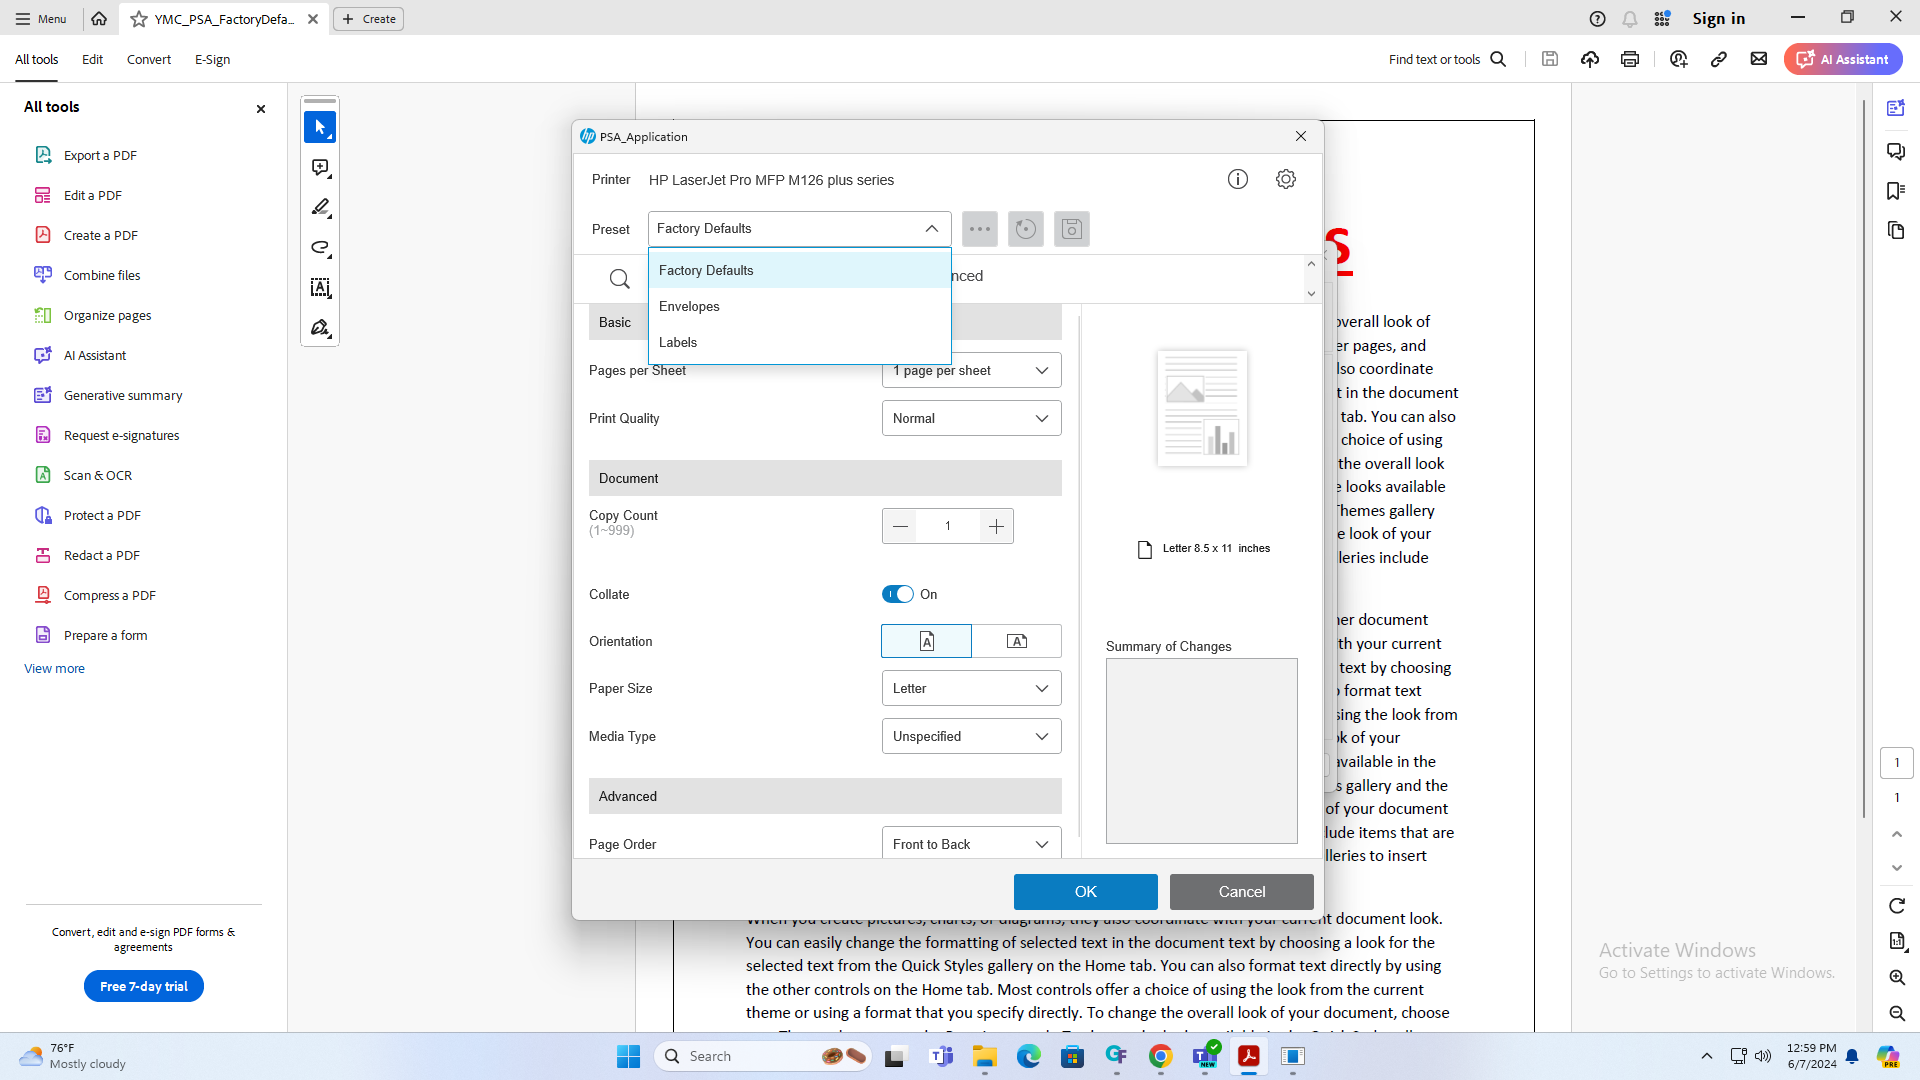 Menu
YMC_PSA_FactoryDefa...
Create
Sign in
All tools
Edit
Convert
E-Sign
Find text or tools
AI Assistant
All tools
Export a PDF
Edit a PDF
Create a PDF
Combine files
Organize pages
AI Assistant
Generative summary
Request e-signatures
Scan & OCR
Protect a PDF
Redact a PDF
Compress a PDF
Prepare a form
View more
Convert, edit and e-sign PDF forms &
agreements
Free 7-day trial
PSA_Application
Printer HP LaserJet Pro MFP M126 plus series
Preset Factory Defaults
Factory Defaults
Envelopes
Labels
Basic
Pages per Sheet 1 page per sheet
Print Quality Normal
Document
Copy Count
(1~999)
1
Collate On
Orientation
Paper Size Letter
Media Type Unspecified
Advanced
Page Order Front to Back
Letter 8.5 x 11 inches
Summary of Changes
OK
Cancel
S
overall look of
er pages, and
lso coordinate
t in the document
tab. You can also
choice of using
the overall look
e looks available
Themes gallery
e look of your
lleries include
her document
th your current
text by choosing
format text
sing the look from
ok of your
available in the
s gallery and the
of your document
lude items that are
lleries to insert
When you create pictures, charts, or diagrams, they also coordinate with your current document look.
You can easily change the formatting of selected text in the document text by choosing a look for the
selected text from the Quick Styles gallery on the Home tab. You can also format text directly by using
the other controls on the Home tab. Most controls offer a choice of using the look from the current
theme or using a format that you specify directly. To change the overall look of your document, choose
1
1
Activate Windows
Go to Settings to activate Windows.
76°F
Mostly cloudy
Search
12:59 PM
6/7/2024